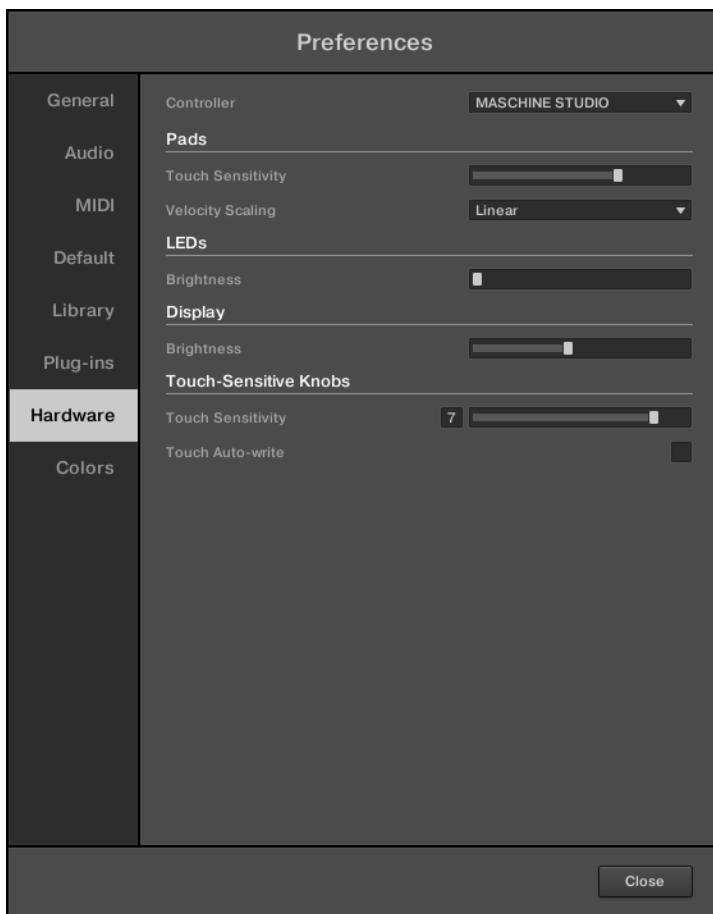 Preferences
General
Audio
MIDI
Default
Library
Plug-ins
Hardware
Colors
Controller MASCHINE STUDIO
Pads
Touch Sensitivity
Velocity Scaling Linear
LEDs
Brightness
Display
Brightness
Touch-Sensitive Knobs
Touch Sensitivity 7
Touch Auto-write
Close